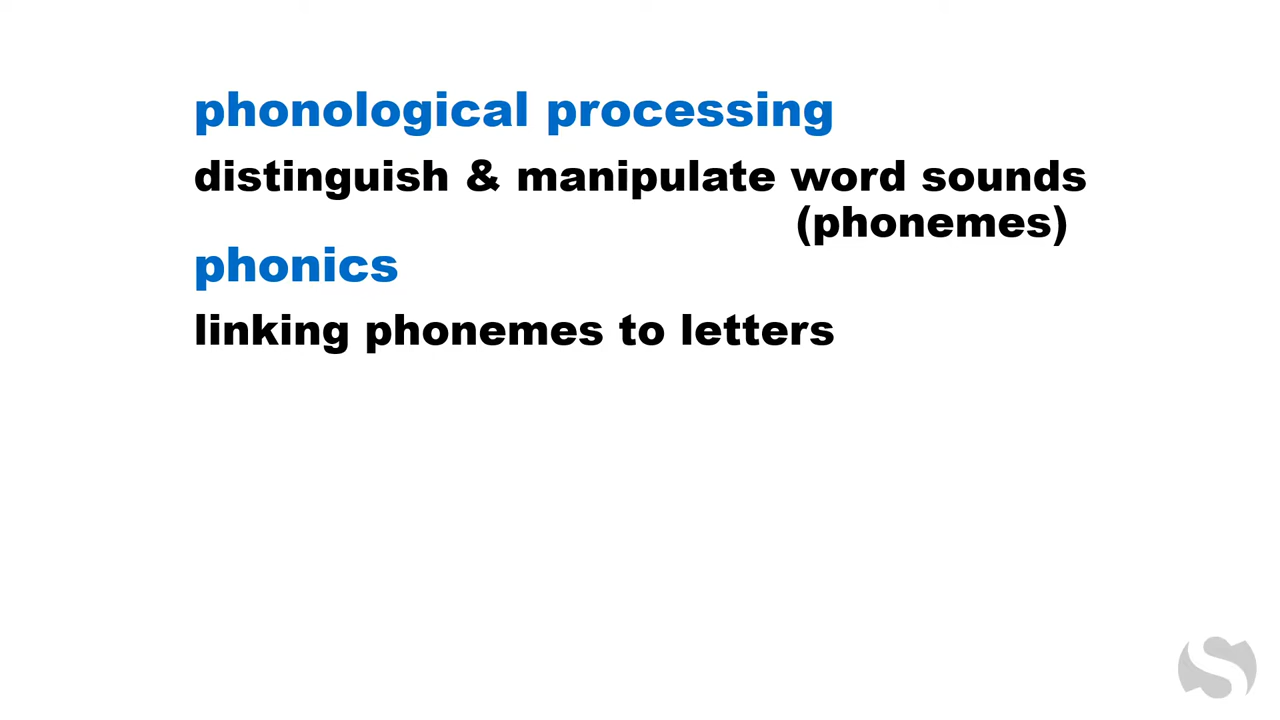 phonological processing
distinguish & manipulate word sounds
(phonemes)
phonics
linking phonemes to letters
S